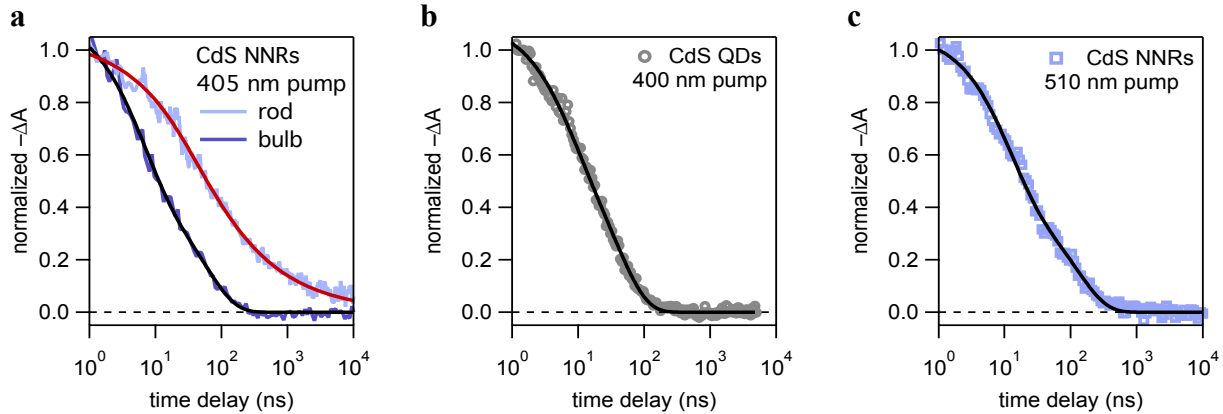 a
CdS NNRs
405 nm pump
rod
bulb
normalized −ΔA
1.0
0.8
0.6
0.4
0.2
0.0
10⁰ 10¹ 10² 10³ 10⁴
time delay (ns)
b
CdS QDs
400 nm pump
normalized −ΔA
1.0
0.8
0.6
0.4
0.2
0.0
10⁰ 10¹ 10² 10³ 10⁴
time delay (ns)
c
CdS NNRs
510 nm pump
normalized −ΔA
1.0
0.8
0.6
0.4
0.2
0.0
10⁰ 10¹ 10² 10³ 10⁴
time delay (ns)